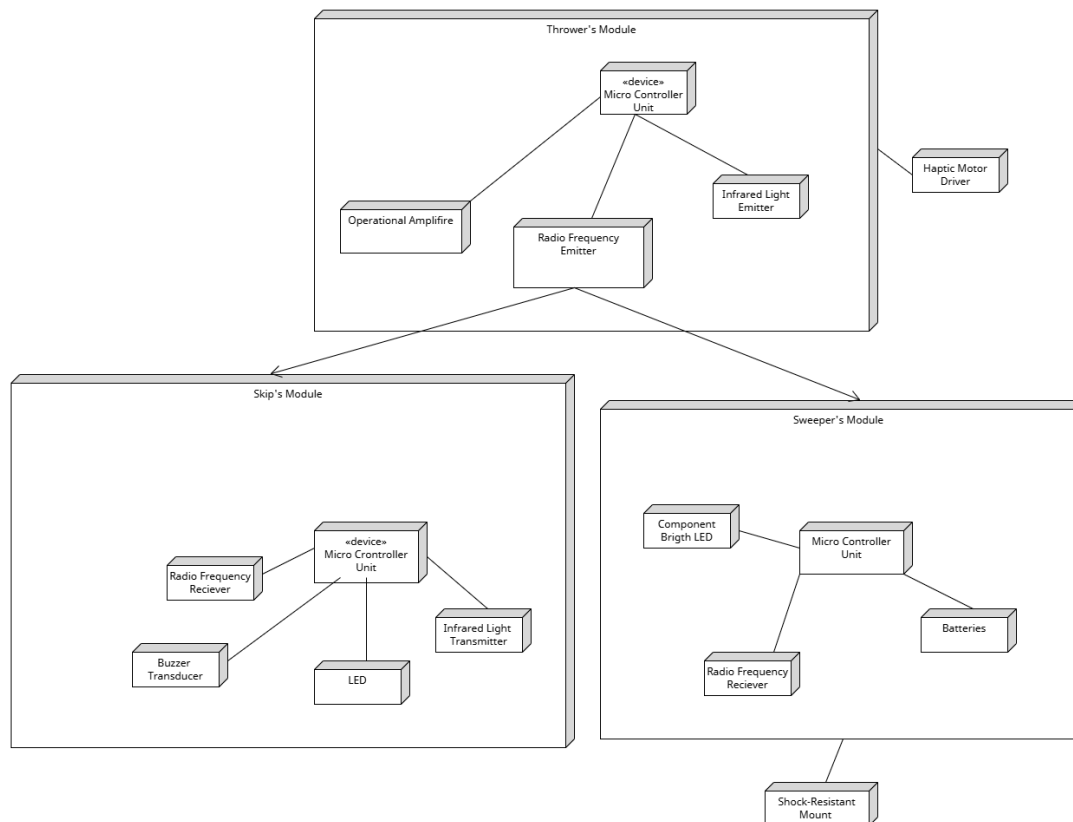 Thrower's Module
«device»
Micro Controller
Unit
Haptic Motor
Driver
Infrared Light
Emitter
Operational Amplifire
Radio Frequency
Emitter
Skip's Module
Sweeper's Module
«device»
Micro Crontroller
Unit
Radio Frequency
Reciever
Infrared Light
Transmitter
Buzzer
Transducer
LED
Component
Brigth LED
Micro Controller
Unit
Batteries
Radio Frequency
Reciever
Shock-Resistant
Mount